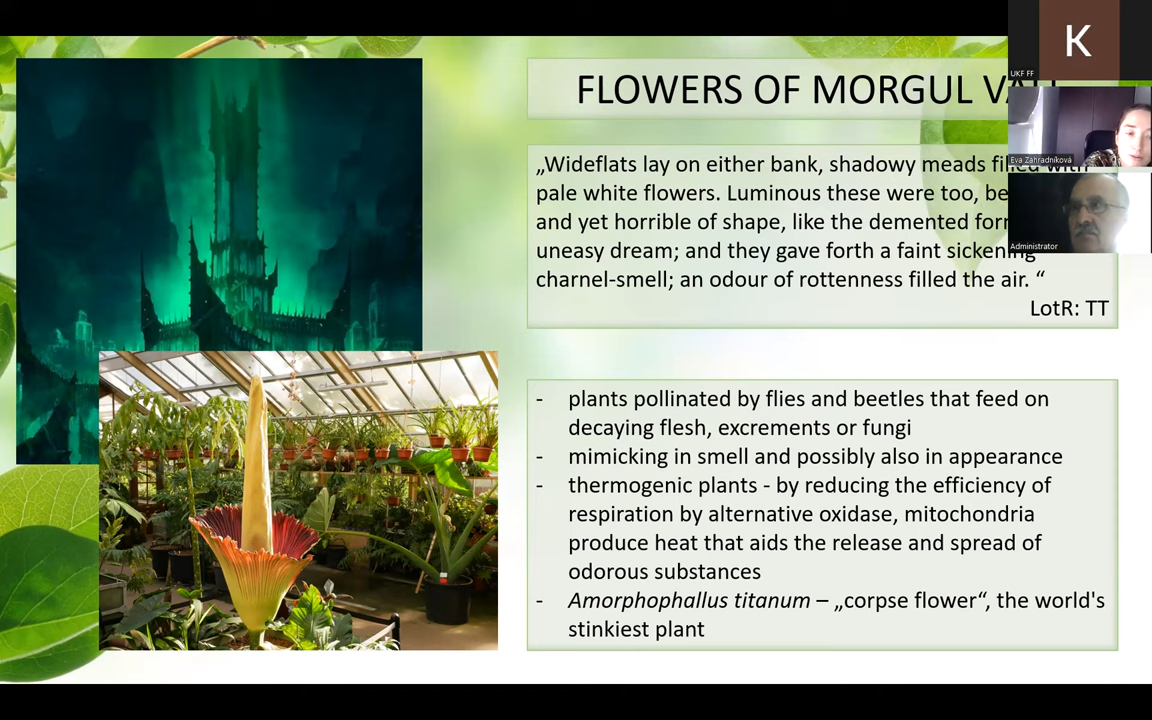 FLOWERS OF MORGUL
„Wideflats lay on either bank, shadowy meads filled with
pale white flowers. Luminous these were too,
and yet horrible of shape, like the demented
uneasy dream; and they gave forth a faint sickening
charnel-smell; an odour of rottenness filled the air. “
LotR: TT
- plants pollinated by flies and beetles that feed on
decaying flesh, excrements or fungi
- mimicking in smell and possibly also in appearance
- thermogenic plants - by reducing the efficiency of
respiration by alternative oxidase, mitochondria
produce heat that aids the release and spread of
odorous substances
- Amorphophallus titanum – „corpse flower“, the world's
stinkiest plant
K
UKF FF
Eva Zahradníková
Administrator